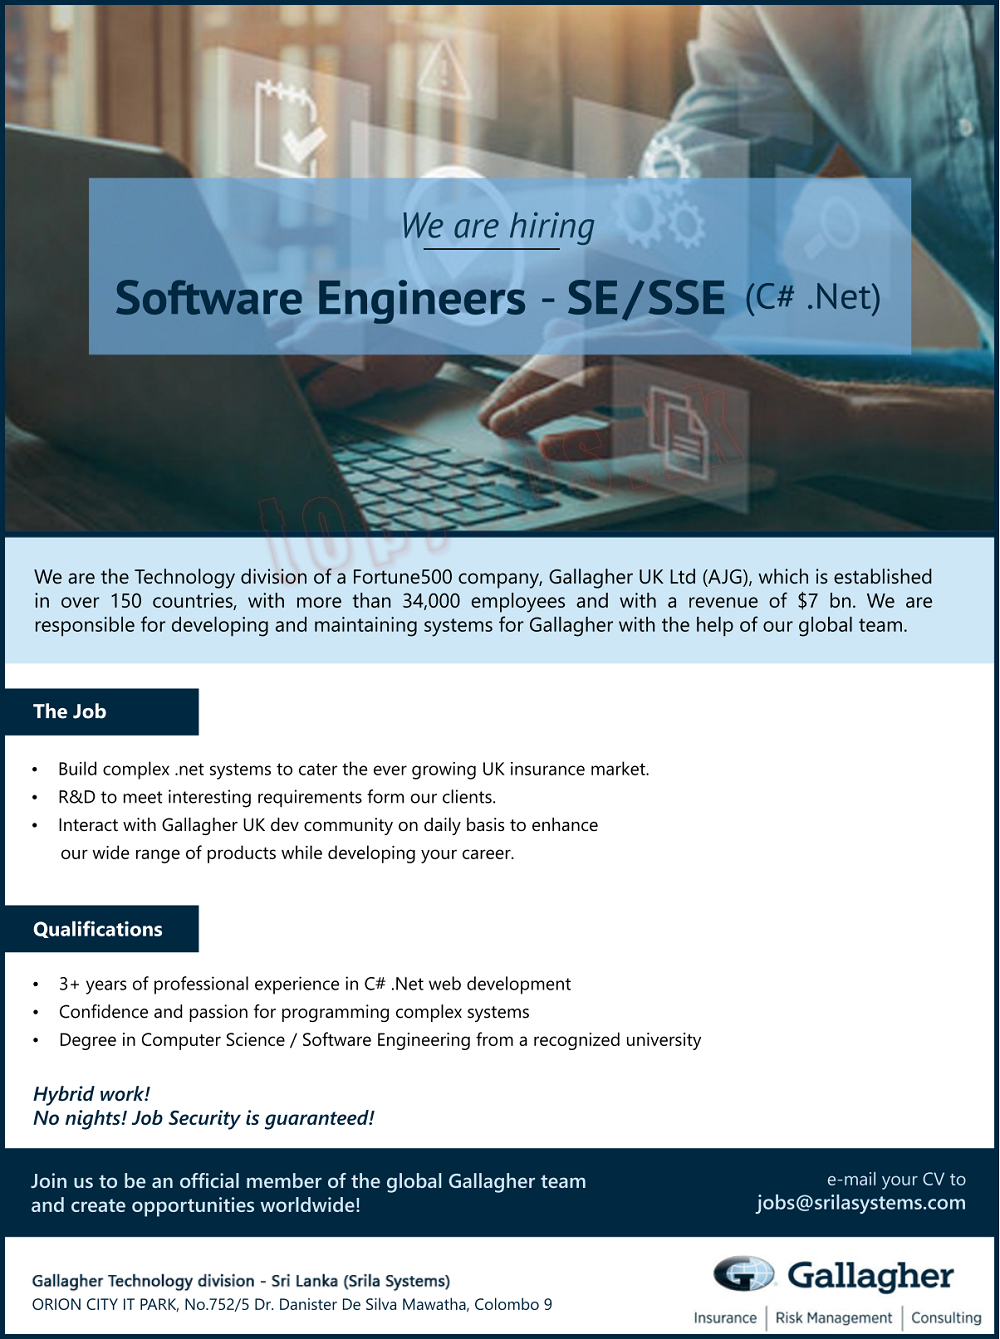 We are hiring
Software Engineers - SE/SSE (C# .Net)
We are the Technology division of a Fortune500 company, Gallagher UK Ltd (AJG), which is established
in over 150 countries, with more than 34,000 employees and with a revenue of $7 bn. We are
responsible for developing and maintaining systems for Gallagher with the help of our global team.
The Job
• Build complex .net systems to cater the ever growing UK insurance market.
• R&D to meet interesting requirements form our clients.
• Interact with Gallagher UK dev community on daily basis to enhance
our wide range of products while developing your career.
Qualifications
• 3+ years of professional experience in C# .Net web development
• Confidence and passion for programming complex systems
• Degree in Computer Science / Software Engineering from a recognized university
Hybrid work!
No nights! Job Security is guaranteed!
Join us to be an official member of the global Gallagher team
and create opportunities worldwide!
e-mail your CV to
jobs@srilasystems.com
Gallagher Technology division - Sri Lanka (Srila Systems)
ORION CITY IT PARK, No.752/5 Dr. Danister De Silva Mawatha, Colombo 9
G Gallagher
Insurance | Risk Management | Consulting